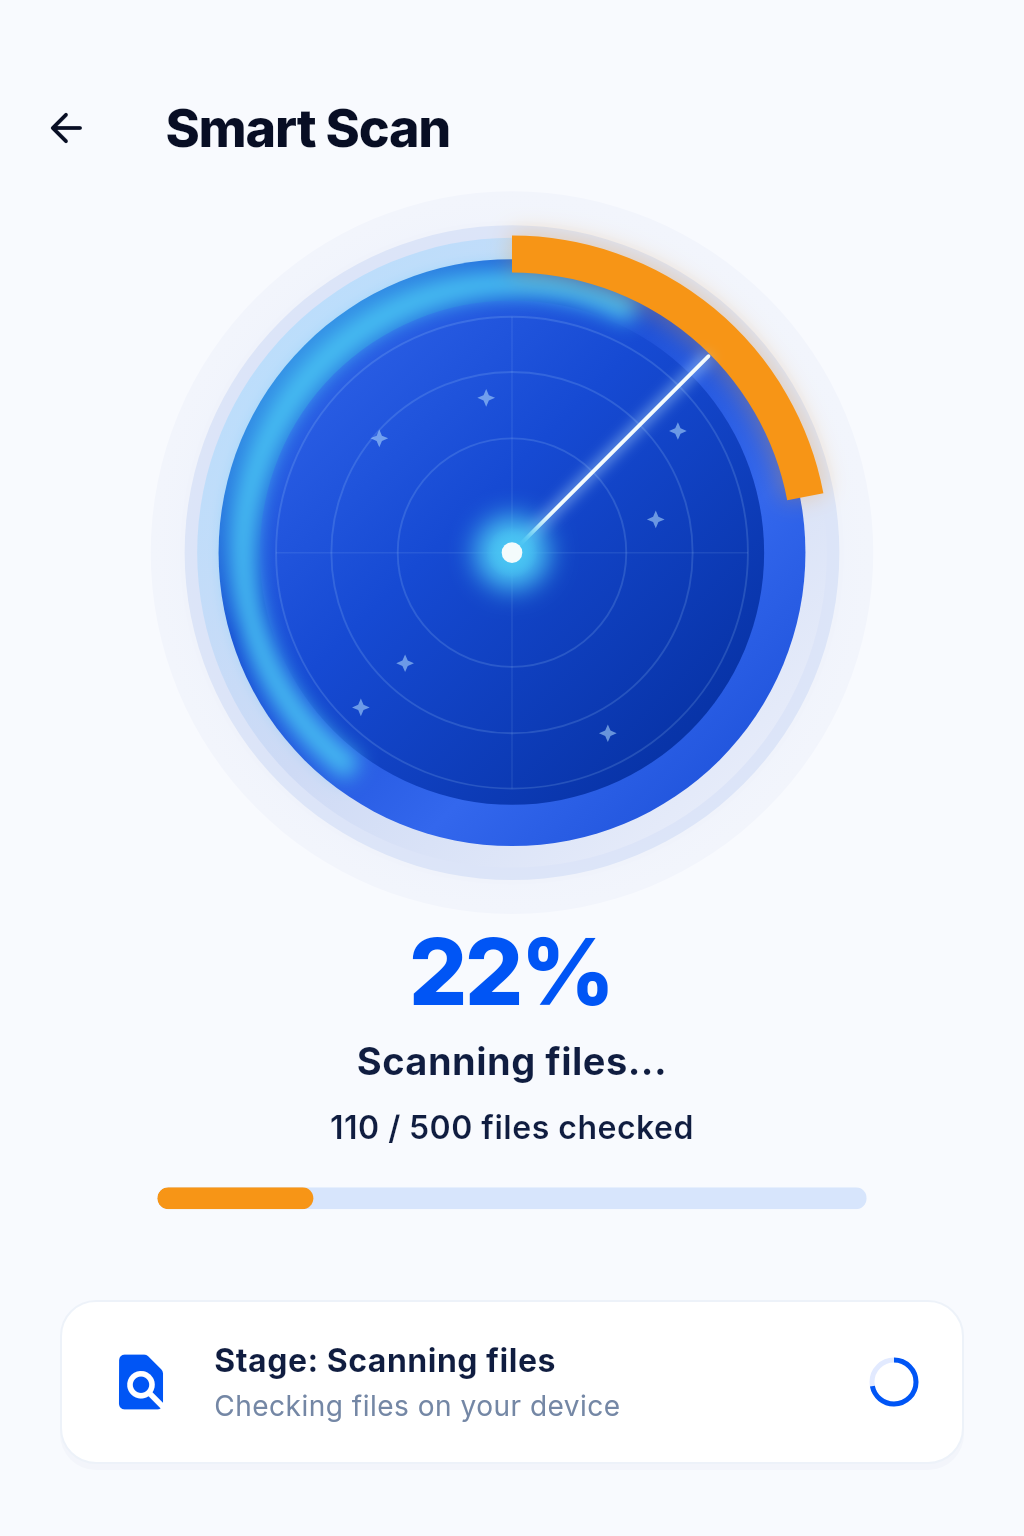 Smart Scan
22%
Scanning files...
110 / 500 files checked
Stage: Scanning files
Checking files on your device